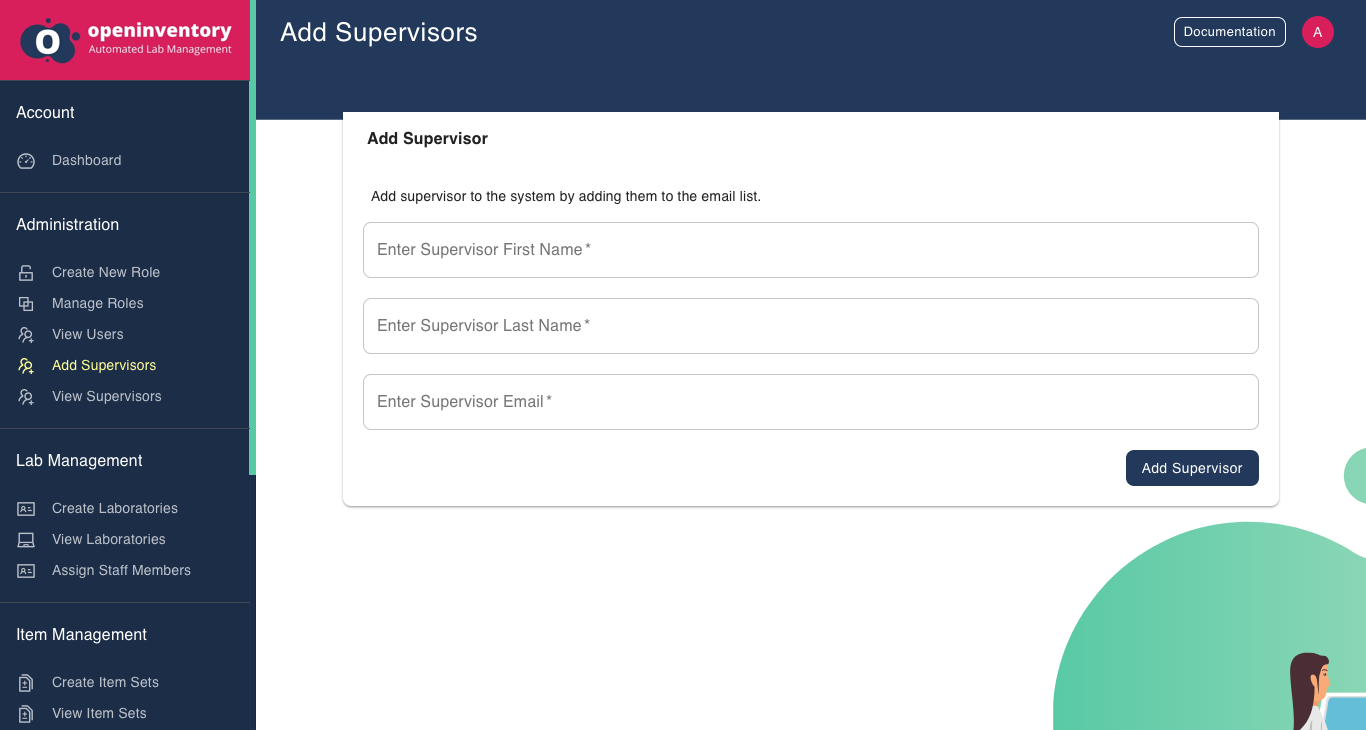 openinventory
Automated Lab Management
Add Supervisors
Documentation
A
Account
Dashboard
Administration
Create New Role
Manage Roles
View Users
Add Supervisors
View Supervisors
Lab Management
Create Laboratories
View Laboratories
Assign Staff Members
Item Management
Create Item Sets
View Item Sets
Add Supervisor
Add supervisor to the system by adding them to the email list.
Enter Supervisor First Name *
Enter Supervisor Last Name *
Enter Supervisor Email *
Add Supervisor